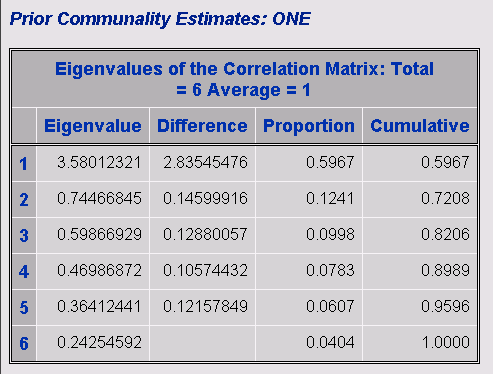 Prior Communality Estimates: ONE
Eigenvalues of the Correlation Matrix: Total
= 6 Average = 1
Eigenvalue Difference Proportion Cumulative
1 3.58012321 2.83545476 0.5967 0.5967
2 0.74466845 0.14599916 0.1241 0.7208
3 0.59866929 0.12880057 0.0998 0.8206
4 0.46986872 0.10574432 0.0783 0.8989
5 0.36412441 0.12157849 0.0607 0.9596
6 0.24254592 0.0404 1.0000